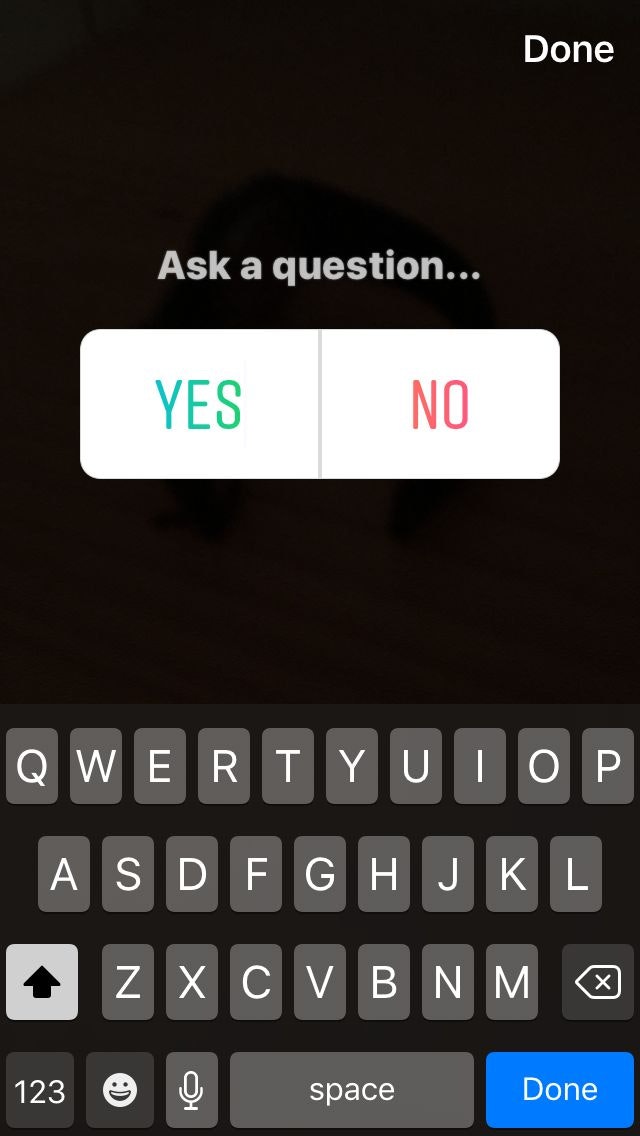 Done
Ask a question...
YES NO
Q W E R T Y U I O P
A S D F G H J K L
Z X C V B N M
123 space Done